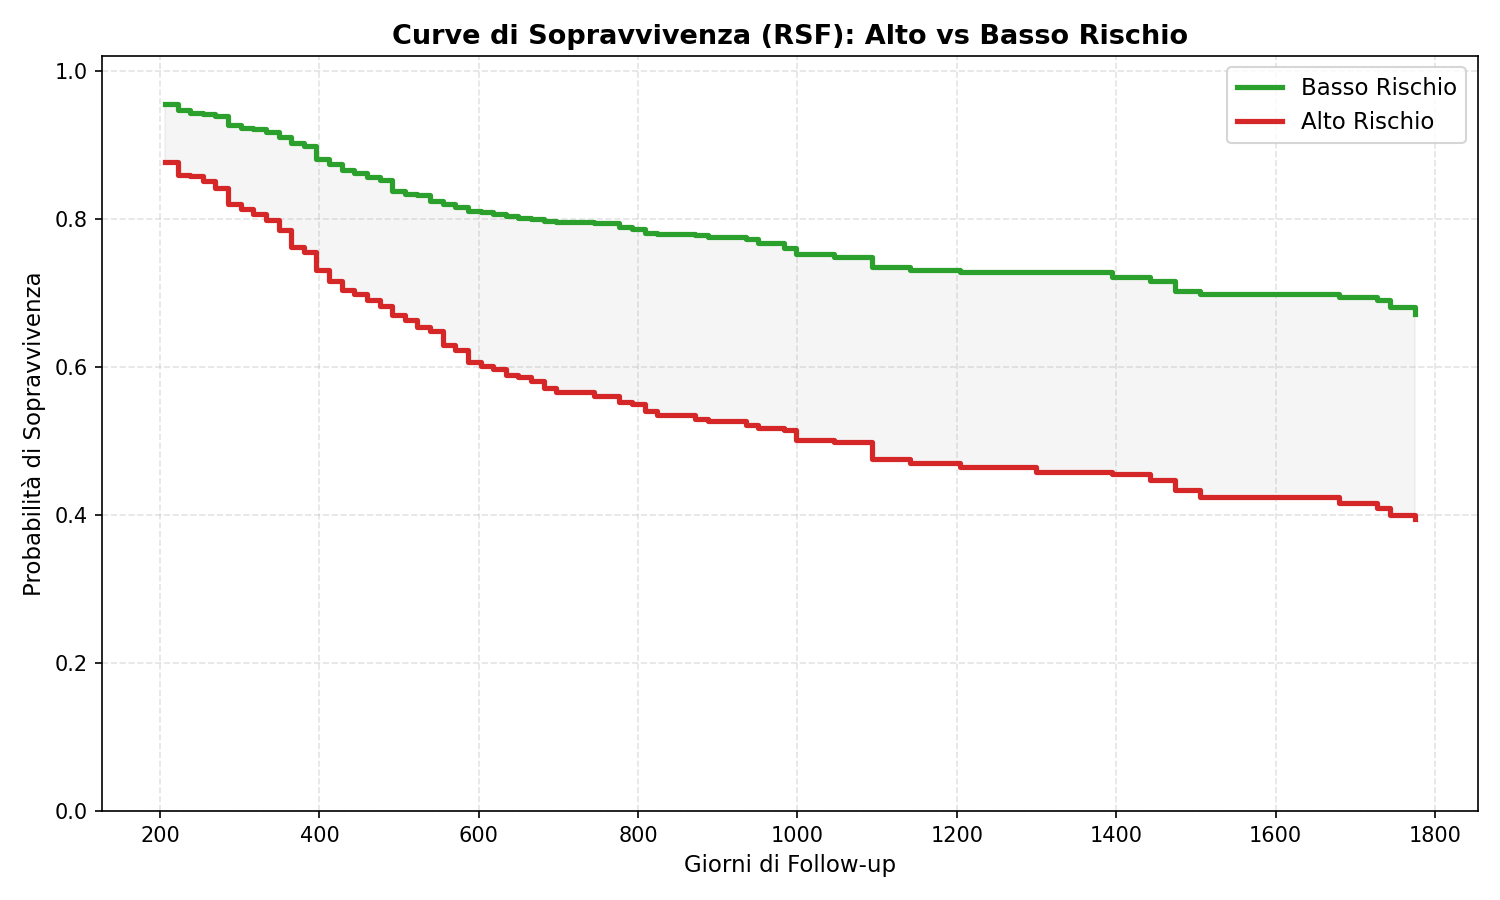 Curve di Sopravvivenza (RSF): Alto vs Basso Rischio
Basso Rischio
Alto Rischio
Probabilità di Sopravvivenza
1.0
0.8
0.6
0.4
0.2
0.0
200 400 600 800 1000 1200 1400 1600 1800
Giorni di Follow-up